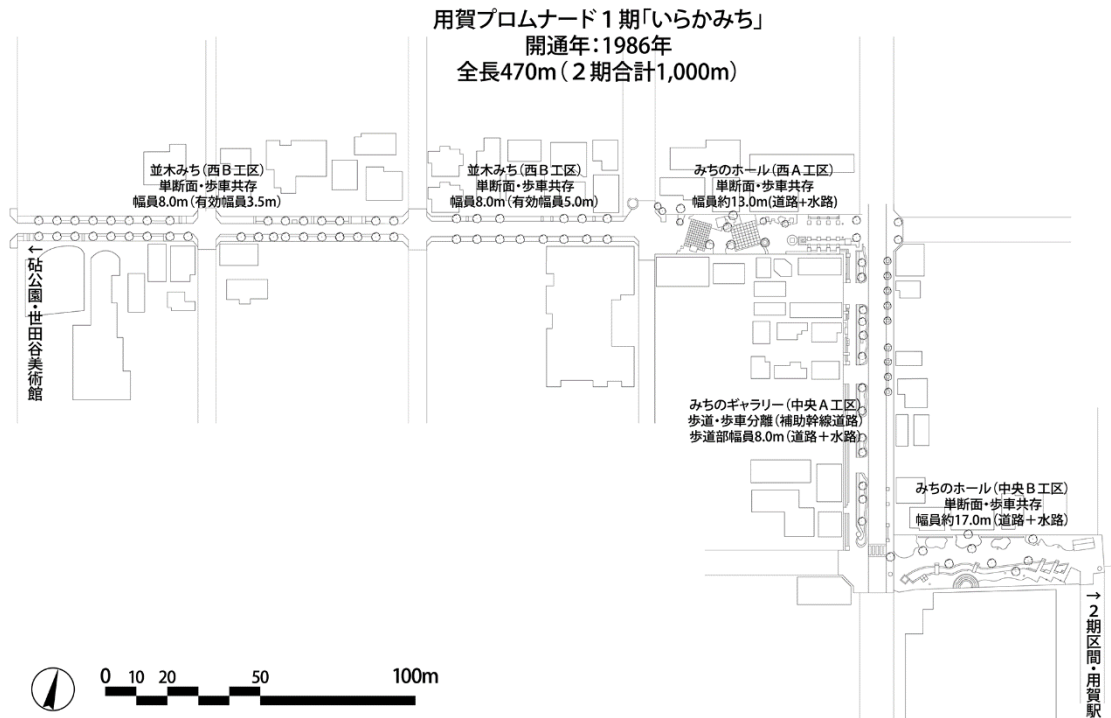 用賀プロムナード1期「いらかみち」
開通年：1986年
全長470m（2期合計1,000m）
並木みち（西B工区）
単断面・歩車共存
幅員8.0m（有効幅員3.5m）
並木みち（西B工区）
単断面・歩車共存
幅員8.0m（有効幅員5.0m）
みちのホール（西A工区）
単断面・歩車共存
幅員約13.0m（道路+水路）
←砧公園・世田谷美術館
みちのギャラリー（中央A工区）
歩道・歩車分離（補助幹線道路）
歩道部幅員8.0m（道路＋水路）
みちのホール（中央B工区）
単断面・歩車共存
幅員約17.0m（道路＋水路）
→2期区間・用賀駅
0 10 20 50 100m